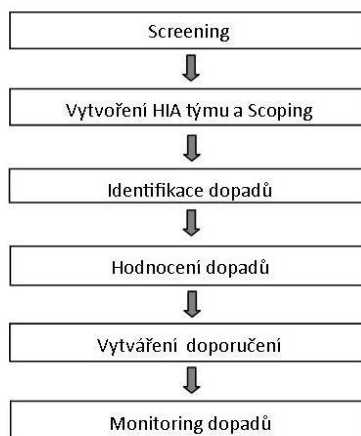 Screening
Vytvoření HIA týmu a Scoping
Identifikace dopadů
Hodnocení dopadů
Vytváření doporučení
Monitoring dopadů